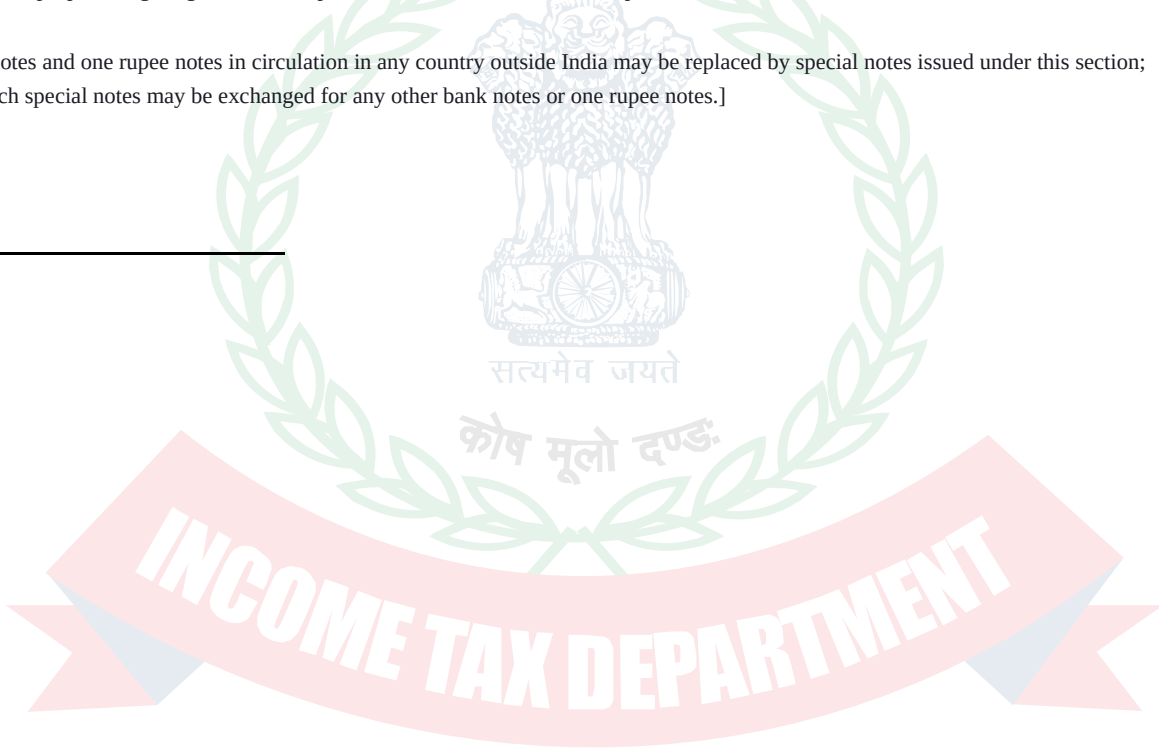 otes and one rupee notes in circulation in any country outside India may be replaced by special notes issued under this section;
ch special notes may be exchanged for any other bank notes or one rupee notes.]
सत्यमेव जयते
कोष मूलो दण्डः
INCOME TAX DEPARTMENT